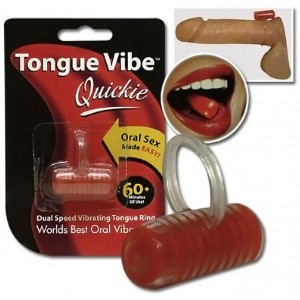 Tongue Vibe™
Quickie
Oral Sex
Made EASY!
60+
Minutes
Of Use!
Dual Speed Vibrating Tongue Ring
Worlds Best Oral Vibra